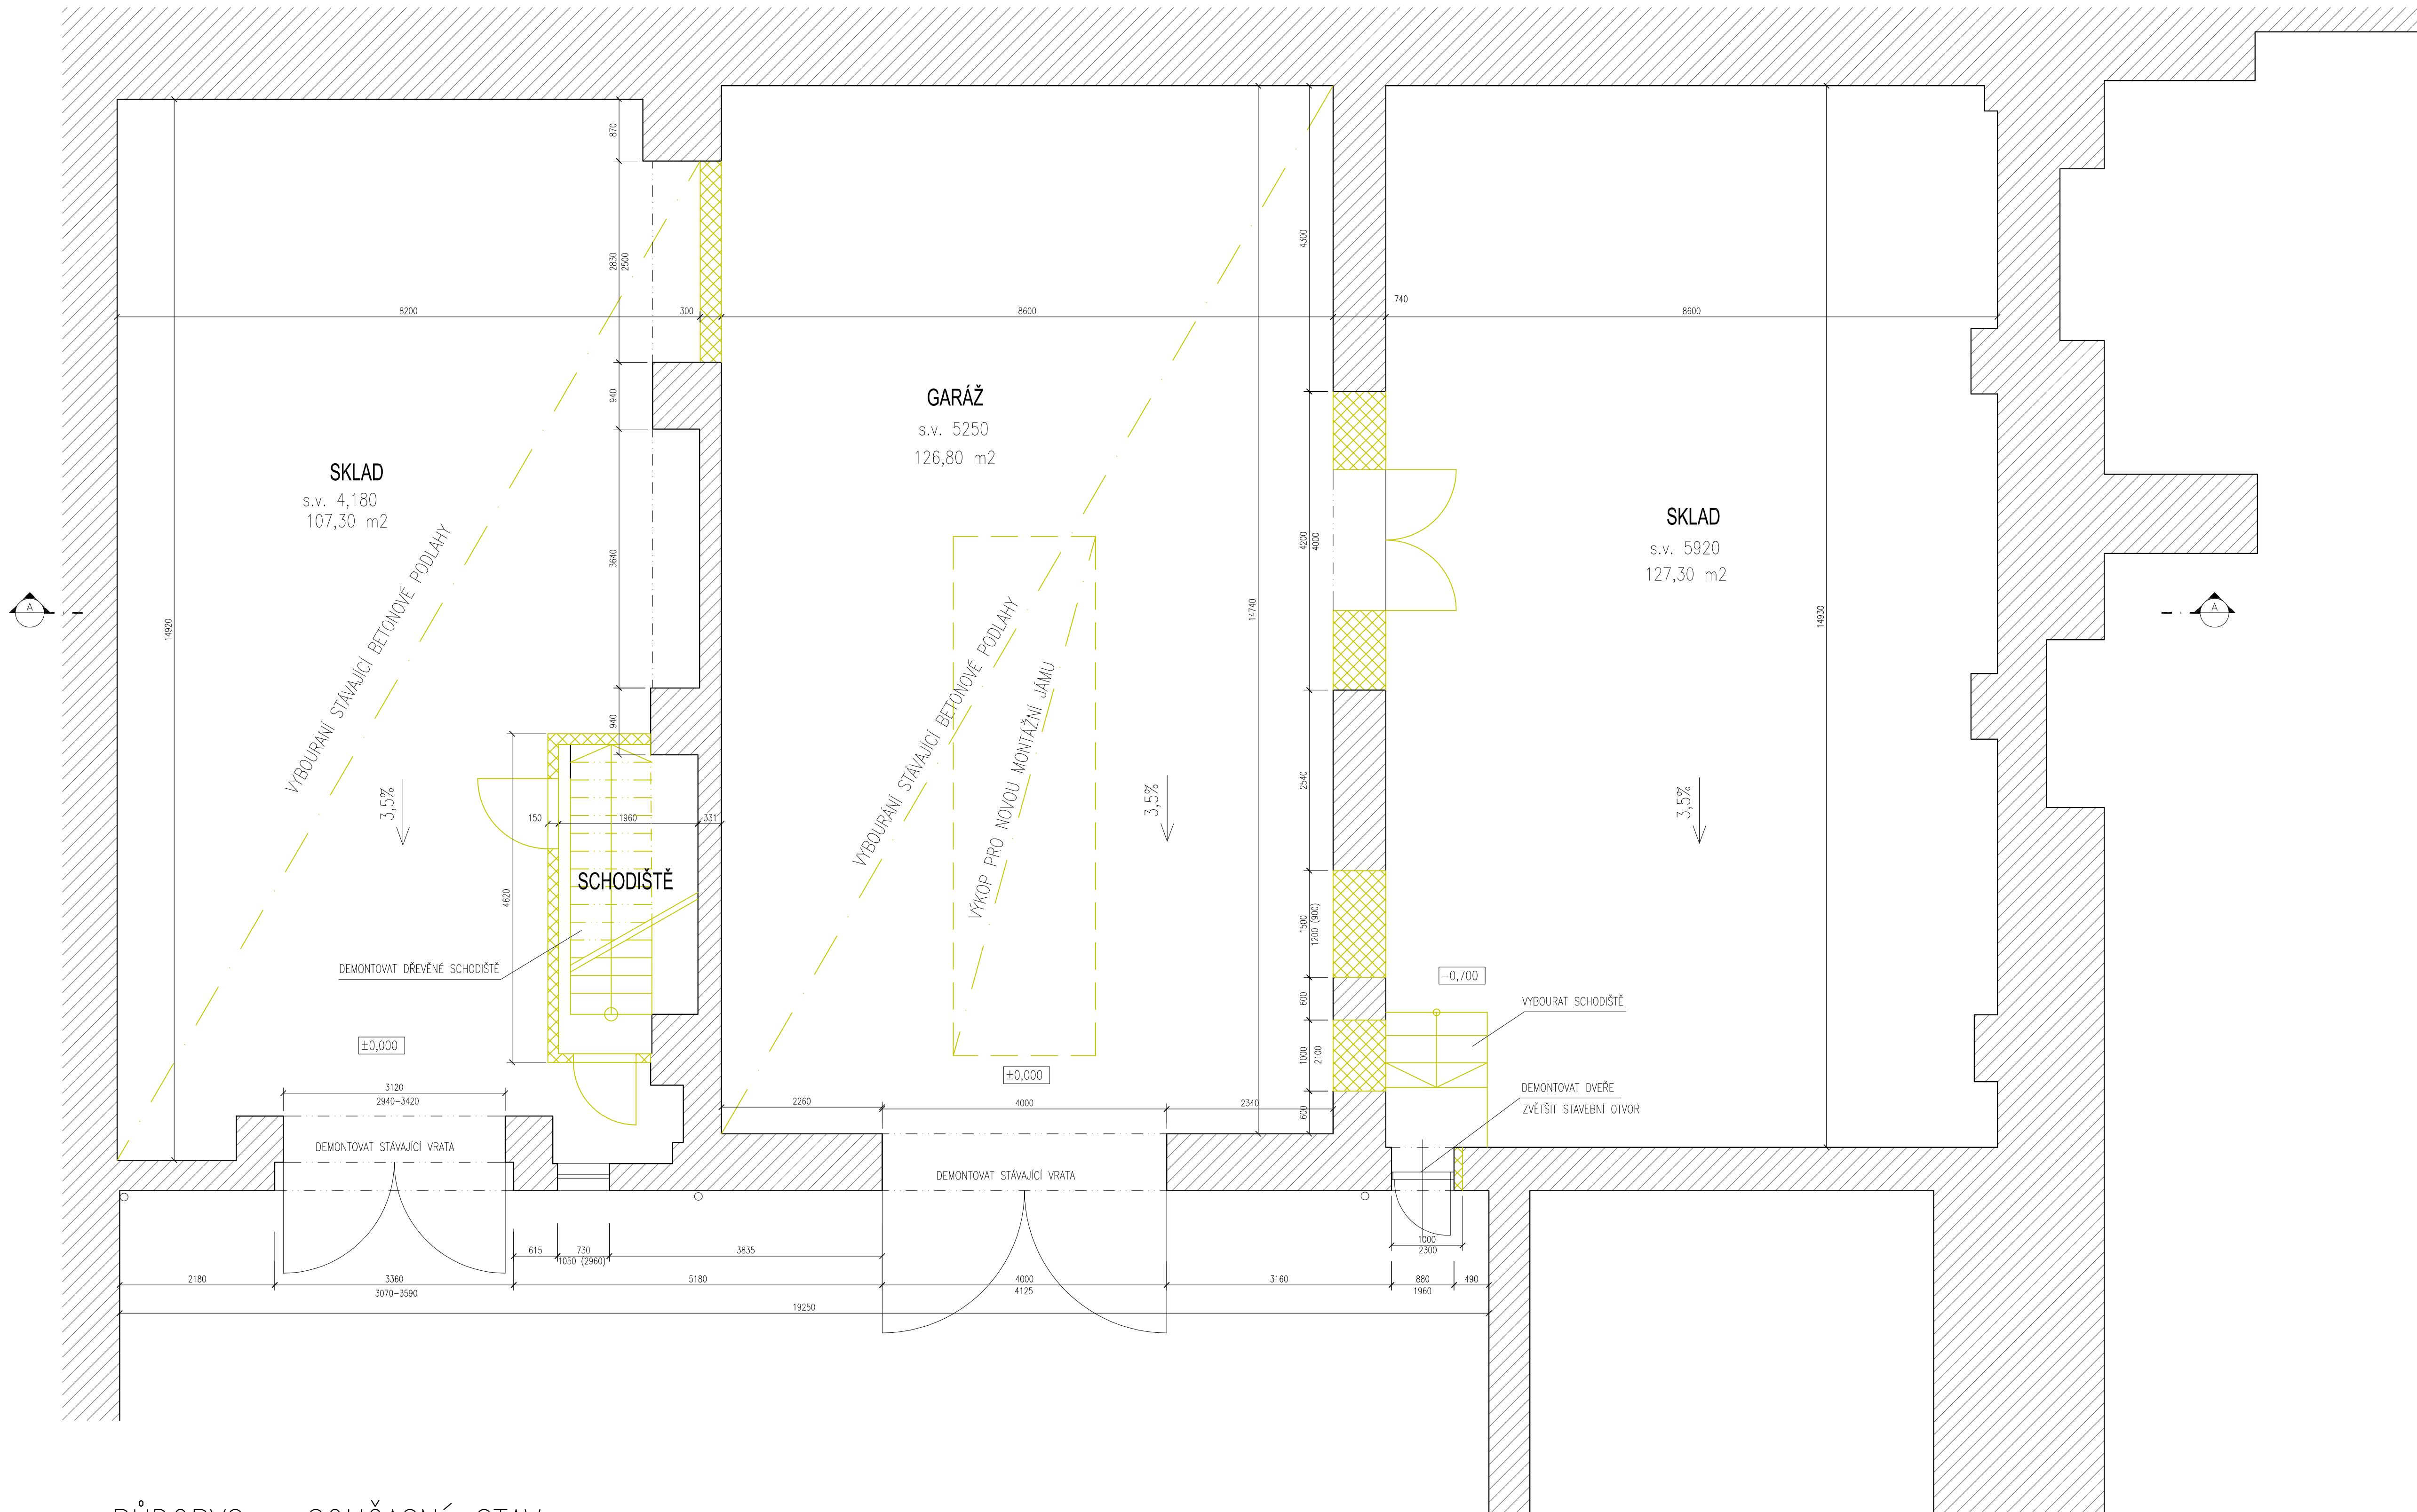 870
2830
2500
4300
8200
300
8600
740
8600
940
GARÁŽ
s.v. 5250
126,80 m2
SKLAD
s.v. 4,180
107,30 m2
SKLAD
s.v. 5920
127,30 m2
3640
4200
4000
A
A
14920
14740
14930
VYBOURÁNÍ STÁVAJÍCÍ BETONOVÉ PODLAHY
VYBOURÁNÍ STÁVAJÍCÍ BETONOVÉ PODLAHY
VÝKOP PRO NOVOU MONTÁŽNÍ JÁMU
940
2540
3,5%
3,5%
3,5%
150
1960
331
SCHODIŠTĚ
4620
1500
1200 (900)
DEMONTOVAT DŘEVĚNÉ SCHODIŠTĚ
-0,700
600
VYBOURAT SCHODIŠTĚ
±0,000
±0,000
1000
2100
3120
2940-3420
2260
4000
2340
600
DEMONTOVAT DVEŘE
ZVĚTŠIT STAVEBNÍ OTVOR
DEMONTOVAT STÁVAJÍCÍ VRATA
DEMONTOVAT STÁVAJÍCÍ VRATA
615
730
1050 (2960)
3835
1000
2300
2180
3360
3070-3590
5180
4000
4125
3160
880
1960
490
19250
PŮDORYS - SOUČASNÝ STAV